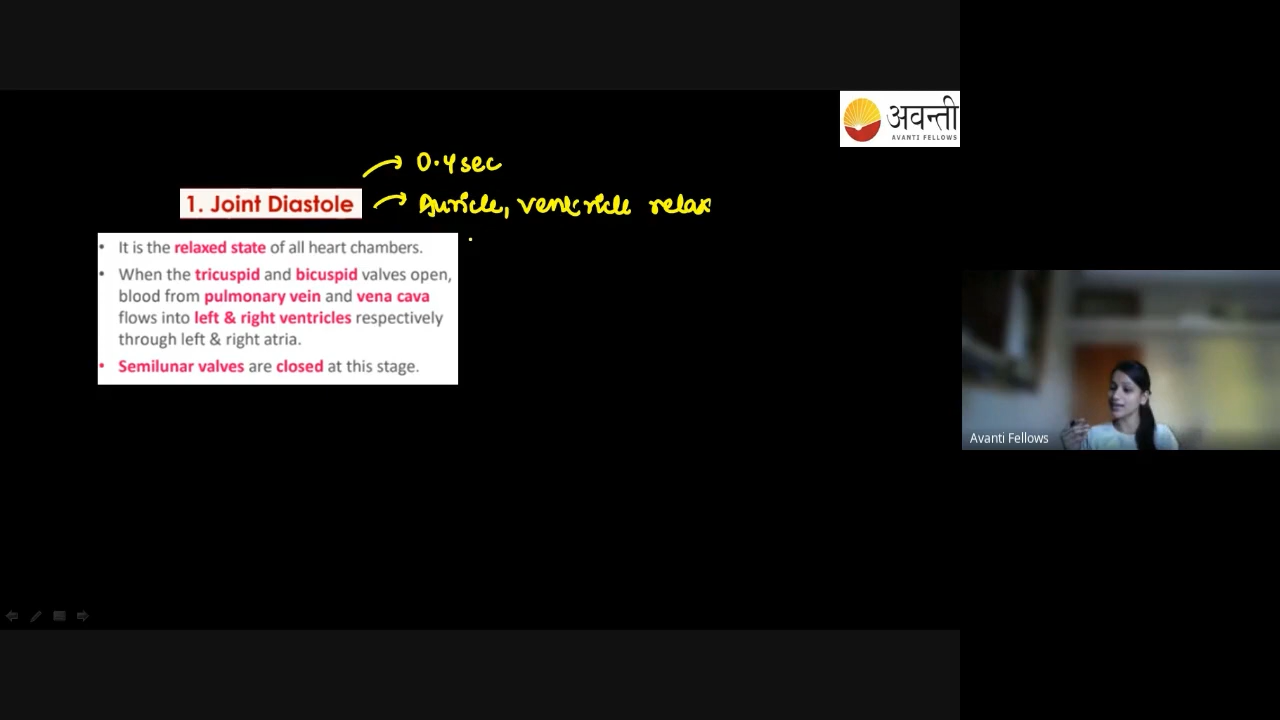 अवन्ती
AVANTI FELLOWS
0.4 sec
1. Joint Diastole
Auricle, ventricle relax
• It is the relaxed state of all heart chambers.
• When the tricuspid and bicuspid valves open,
blood from pulmonary vein and vena cava
flows into left & right ventricles respectively
through left & right atria.
• Semilunar valves are closed at this stage.
Avanti Fellows